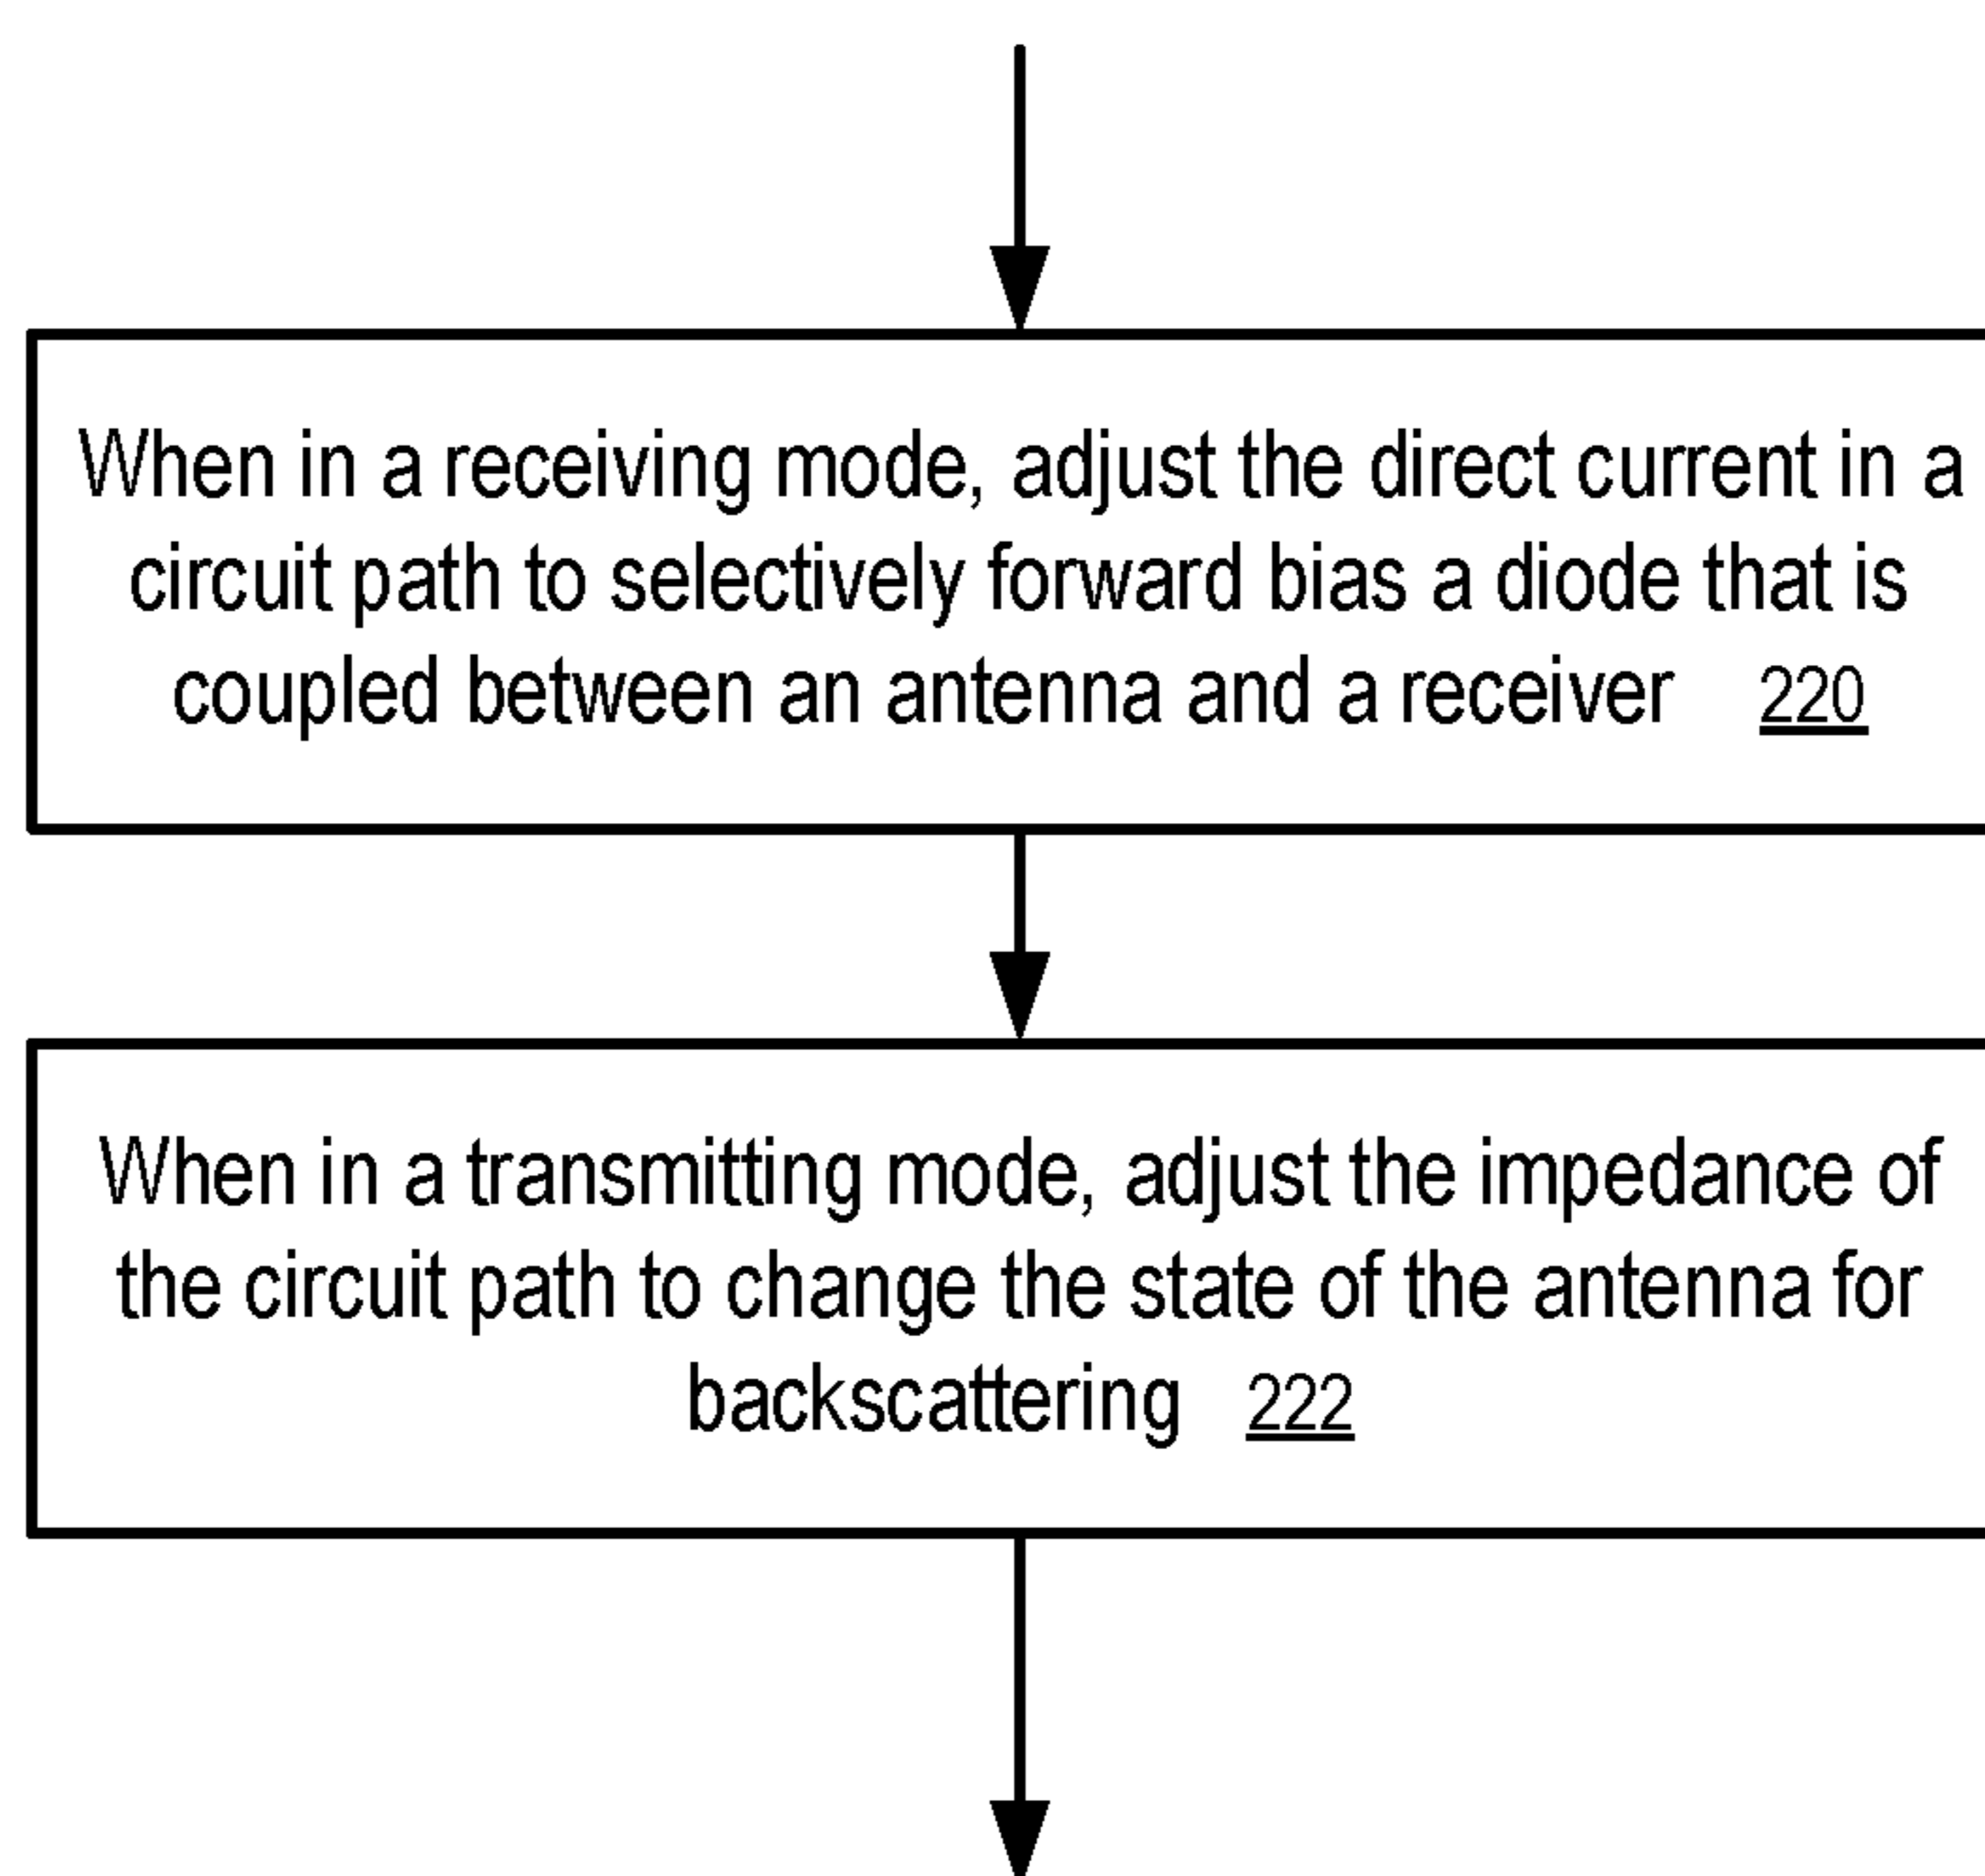 When in a receiving mode, adjust the direct current in a
circuit path to selectively forward bias a diode that is
coupled between an antenna and a receiver 220
When in a transmitting mode, adjust the impedance of
the circuit path to change the state of the antenna for
backscattering 222